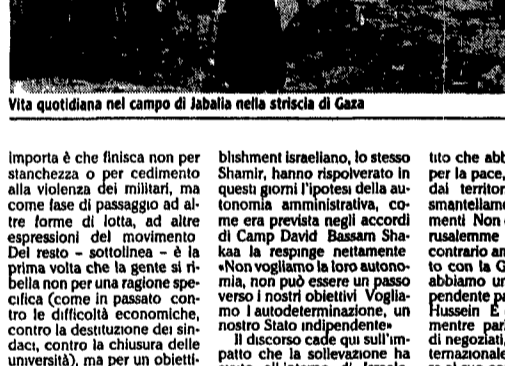 Vita quotidiana nel campo di Jabalia nella striscia di Gaza
importa è che finisca non per
stanchezza o per cedimento
alla violenza dei militari, ma
come fase di passaggio ad al-
tre forme di lotta, ad altre
espressioni del movimento
Del resto – sottolinea – è la
prima volta che la gente si ri-
bella non per una ragione spe-
cifica (come in passato con-
tro le difficoltà economiche,
contro la destituzione dei sin-
daci, contro la chiusura delle
università), ma per un obietti-
blishment israeliano, lo stesso
Shamir, hanno rispolverato in
questi giorni l'ipotesi della au-
tonomia amministrativa, co-
me era prevista negli accordi
di Camp David Bassam Sha-
kaa la respinge nettamente
«Non vogliamo la loro autono-
mia, non può essere un passo
verso i nostri obiettivi Voglia-
mo l autodeterminazione, un
nostro Stato indipendente»
Il discorso cade qui sull'im-
patto che la sollevazione ha
tito che abb
per la pace,
dai territor
smantellame
menti Non
rusalemme
contrario an
to con la G
abbiamo un
pendente pa
Hussein È
mentre parl
di negoziati,
ternazionale